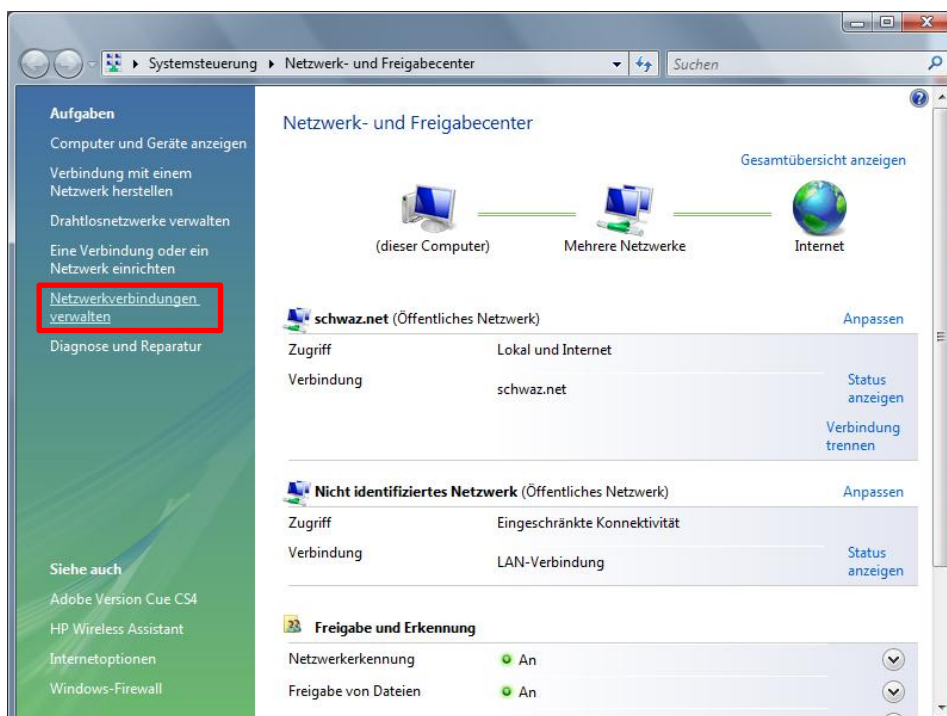 Systemsteuerung
Netzwerk- und Freigabecenter
Suchen
Aufgaben
Computer und Geräte anzeigen
Verbindung mit einem
Netzwerk herstellen
Drahtlosnetzwerke verwalten
Eine Verbindung oder ein
Netzwerk einrichten
Netzwerkverbindungen
verwalten
Diagnose und Reparatur
Siehe auch
Adobe Version Cue CS4
HP Wireless Assistant
Internetoptionen
Windows-Firewall
Netzwerk- und Freigabecenter
Gesamtübersicht anzeigen
(dieser Computer)
Mehrere Netzwerke
Internet
schwaz.net (Öffentliches Netzwerk)
Anpassen
Zugriff
Lokal und Internet
Verbindung
schwaz.net
Status
anzeigen
Verbindung
trennen
Nicht identifiziertes Netzwerk (Öffentliches Netzwerk)
Anpassen
Zugriff
Eingeschränkte Konnektivität
Verbindung
LAN-Verbindung
Status
anzeigen
Freigabe und Erkennung
Netzwerkerkennung
An
Freigabe von Dateien
An